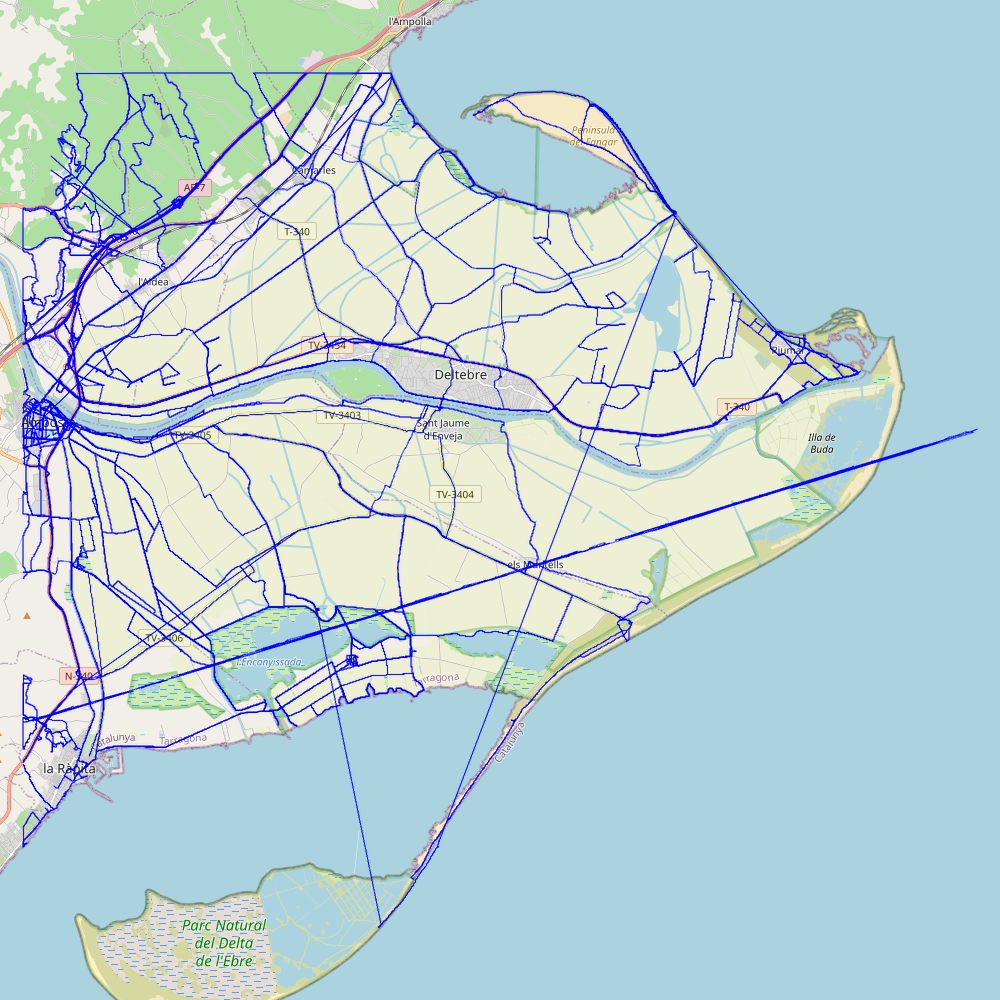 l'Ampolla
Península
del Fangar
Camarles
AP-7
T-340
l'Aldea
TV-3454
Riumar
Deltebre
T-340
TV-3403
Sant Jaume
d'Enveja
TV-3405
Illa de
Buda
TV-3404
els Muntells
TV-3406
l'Encanyissada
N-340
Tarragona
Catalunya
Tarragona
Catalunya
la Ràpita
Parc Natural
del Delta
de l'Ebre